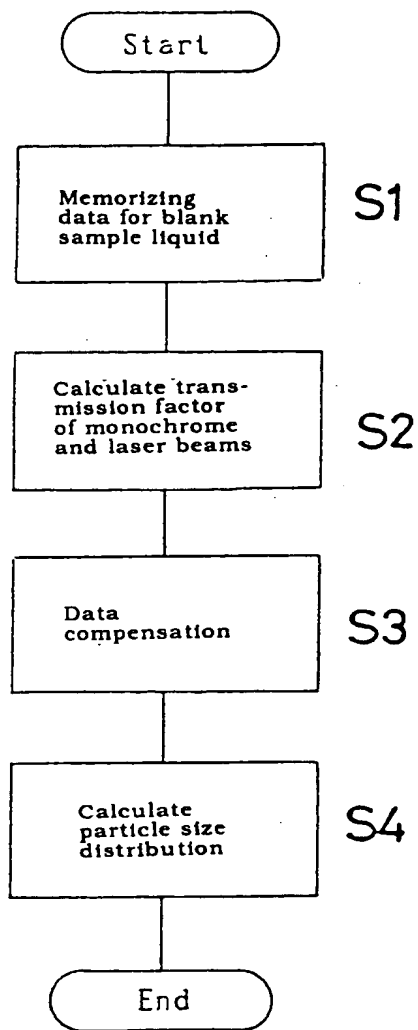 Start
Memorizing
data for blank
sample liquid
S1
Calculate trans-
mission factor
of monochrome
and laser beams
S2
Data
compensation
S3
Calculate
particle size
distribution
S4
End